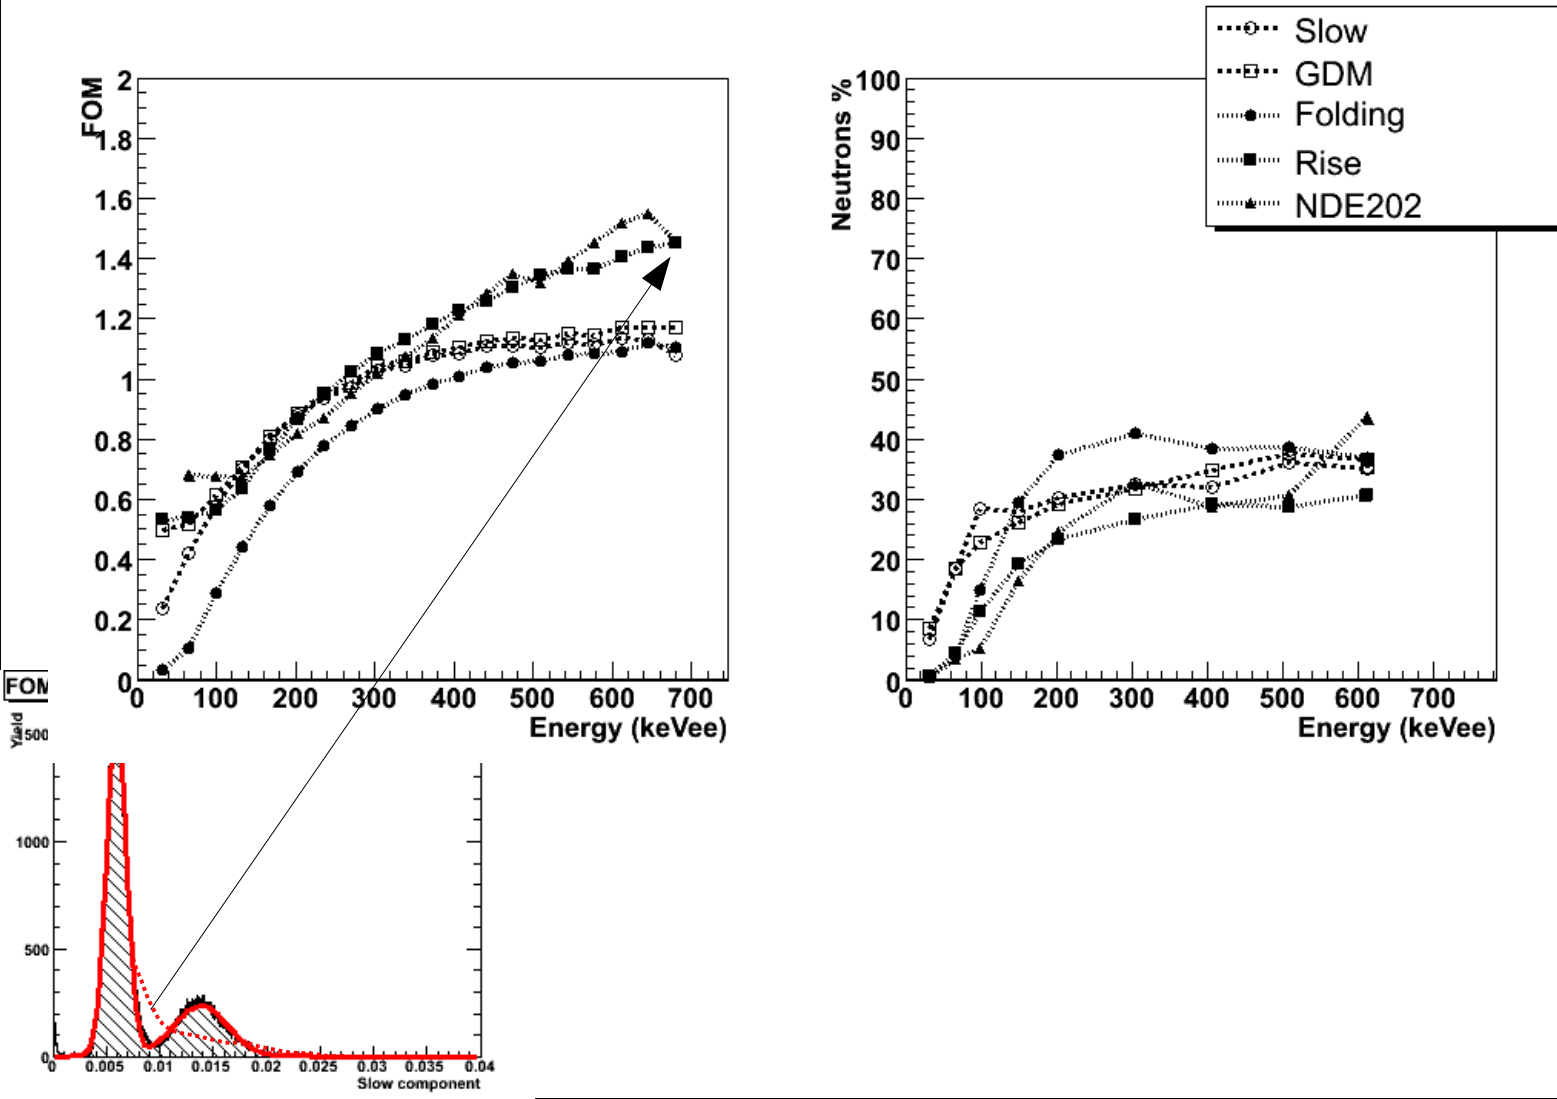 Slow
GDM
Folding
Rise
NDE202
FOM
2
1.8
1.6
1.4
1.2
1
0.8
0.6
0.4
0.2
0
0 100 200 300 400 500 600 700
Energy (keVee)
Neutrons %
100
90
80
70
60
50
40
30
20
10
0
0 100 200 300 400 500 600 700
Energy (keVee)
FOM
Yield
1500
1000
500
0
0 0.005 0.01 0.015 0.02 0.025 0.03 0.035 0.04
Slow component